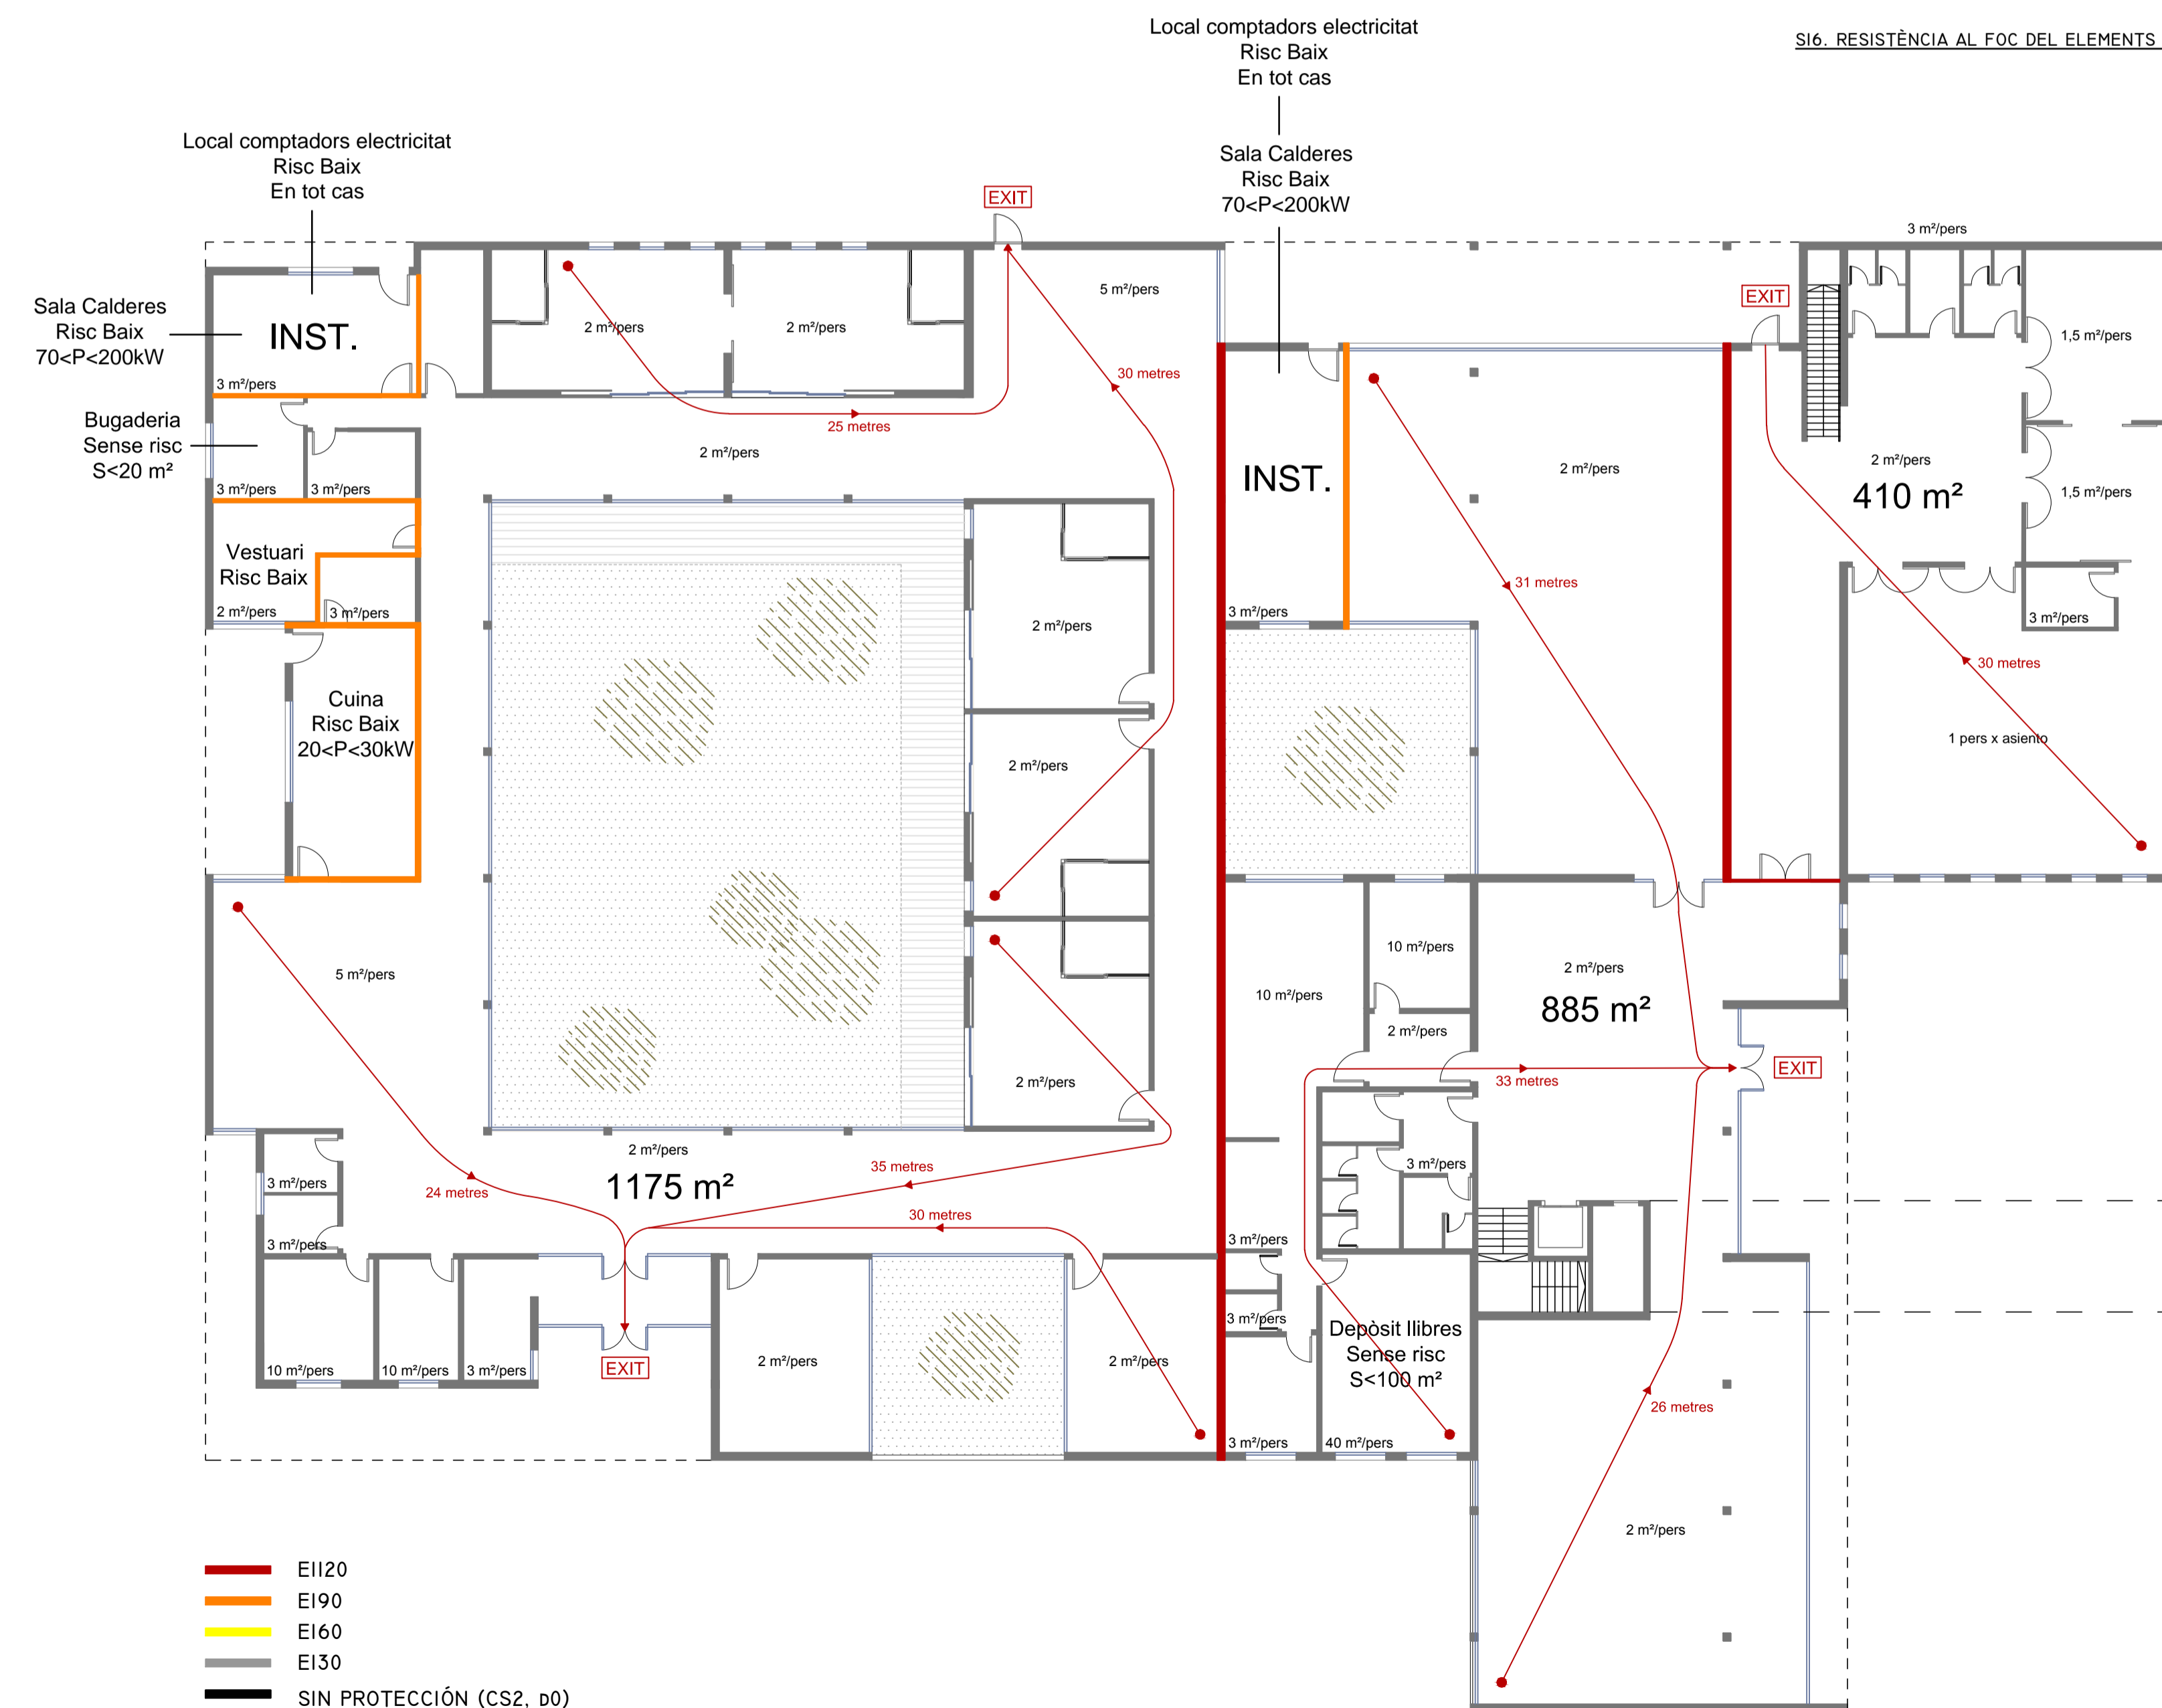 Local comptadors electricitat
Risc Baix
En tot cas
SI6. RESISTÈNCIA AL FOC DEL ELEMENTS
Local comptadors electricitat
Risc Baix
En tot cas
Sala Calderes
Risc Baix
70<P<200kW
EXIT
3 m²/pers
5 m²/pers
EXIT
Sala Calderes
Risc Baix
70<P<200kW
INST.
3 m²/pers
2 m²/pers
2 m²/pers
1,5 m²/pers
30 metres
25 metres
Bugaderia
Sense risc
S<20 m²
3 m²/pers
3 m²/pers
2 m²/pers
INST.
2 m²/pers
2 m²/pers
410 m²
1,5 m²/pers
Vestuari
Risc Baix
2 m²/pers
3 m²/pers
31 metres
3 m²/pers
3 m²/pers
2 m²/pers
30 metres
Cuina
Risc Baix
20<P<30kW
2 m²/pers
1 pers x asiento
5 m²/pers
10 m²/pers
10 m²/pers
2 m²/pers
885 m²
2 m²/pers
2 m²/pers
33 metres
EXIT
2 m²/pers
1175 m²
35 metres
24 metres
30 metres
3 m²/pers
3 m²/pers
3 m²/pers
3 m²/pers
3 m²/pers
10 m²/pers
10 m²/pers
3 m²/pers
EXIT
2 m²/pers
2 m²/pers
Depòsit llibres
Sense risc
S<100 m²
3 m²/pers
40 m²/pers
26 metres
2 m²/pers
EI120
EI90
EI60
EI30
SIN PROTECCIÓN (CS2, D0)